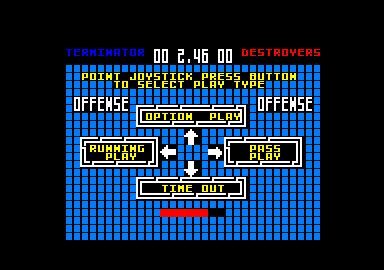 TERMINATOR 00 2.46 00 DESTROYERS
POINT JOYSTICK PRESS BUTTON
TO SELECT PLAY TYPE
OFFENSE OFFENSE
OPTION PLAY
RUNNING PLAY
PASS PLAY
TIME OUT